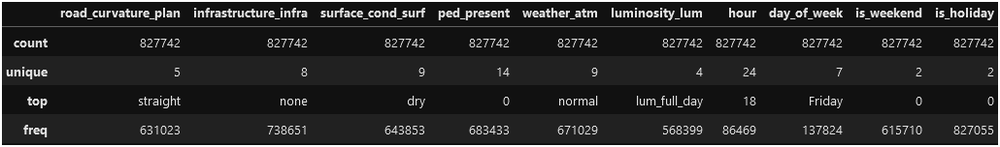 road_curvature_plan infrastructure_infra surface_cond_surf ped_present weather_atm luminosity_lum hour day_of_week is_weekend is_holiday
count 827742 827742 827742 827742 827742 827742 827742 827742 827742 827742
unique 5 8 9 14 9 4 24 7 2 2
top straight none dry 0 normal lum_full_day 18 Friday 0 0
freq 631023 738651 643853 683433 671029 568399 86469 137824 615710 827055